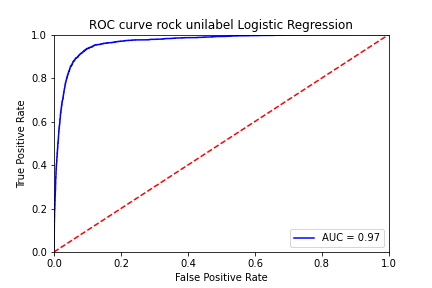 ROC curve rock unilabel Logistic Regression
True Positive Rate
1.0
0.8
0.6
0.4
0.2
0.0
AUC = 0.97
0.0 0.2 0.4 0.6 0.8 1.0
False Positive Rate